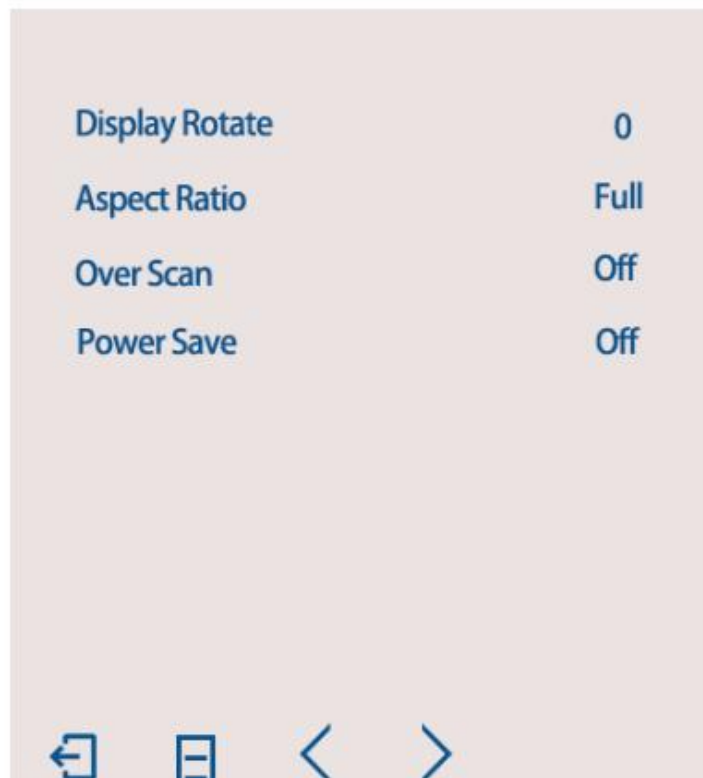 Display Rotate 0
Aspect Ratio Full
Over Scan Off
Power Save Off